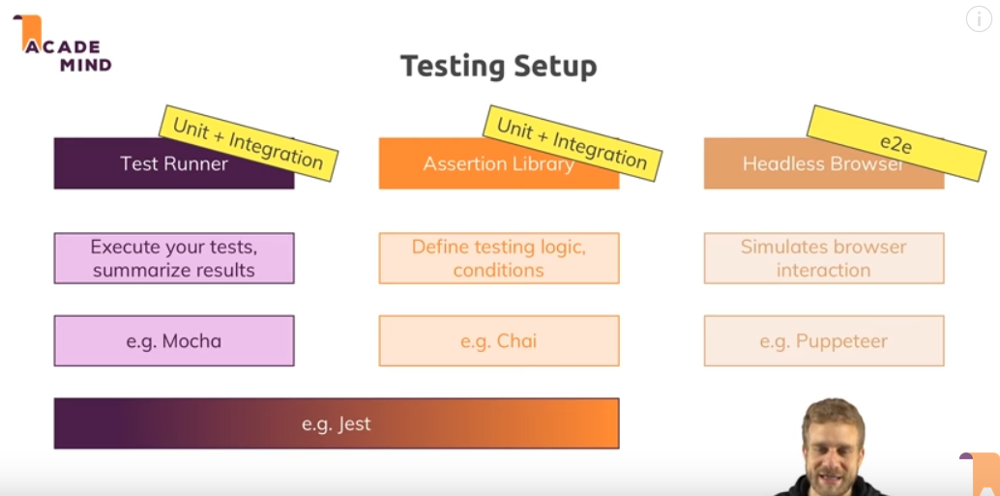 ACADE
MIND
Testing Setup
Unit + Integration
Test Runner
Unit + Integration
Assertion Library
e2e
Headless Browser
Execute your tests,
summarize results
Define testing logic,
conditions
Simulates browser
interaction
e.g. Mocha
e.g. Chai
e.g. Puppeteer
e.g. Jest